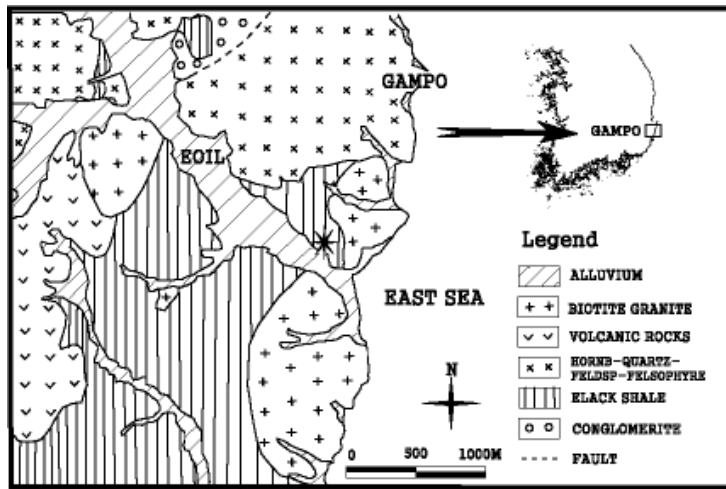 GAMPO
EOIL
EAST SEA
GAMPO
Legend
ALLUVIUM
BIOTITE GRANITE
VOLCANIC ROCKS
HORNB-QUARTZ-
FELDSP-FELSOPHYRE
ELACK SHALE
CONGLOMERITE
FAULT
N
0 500 1000M